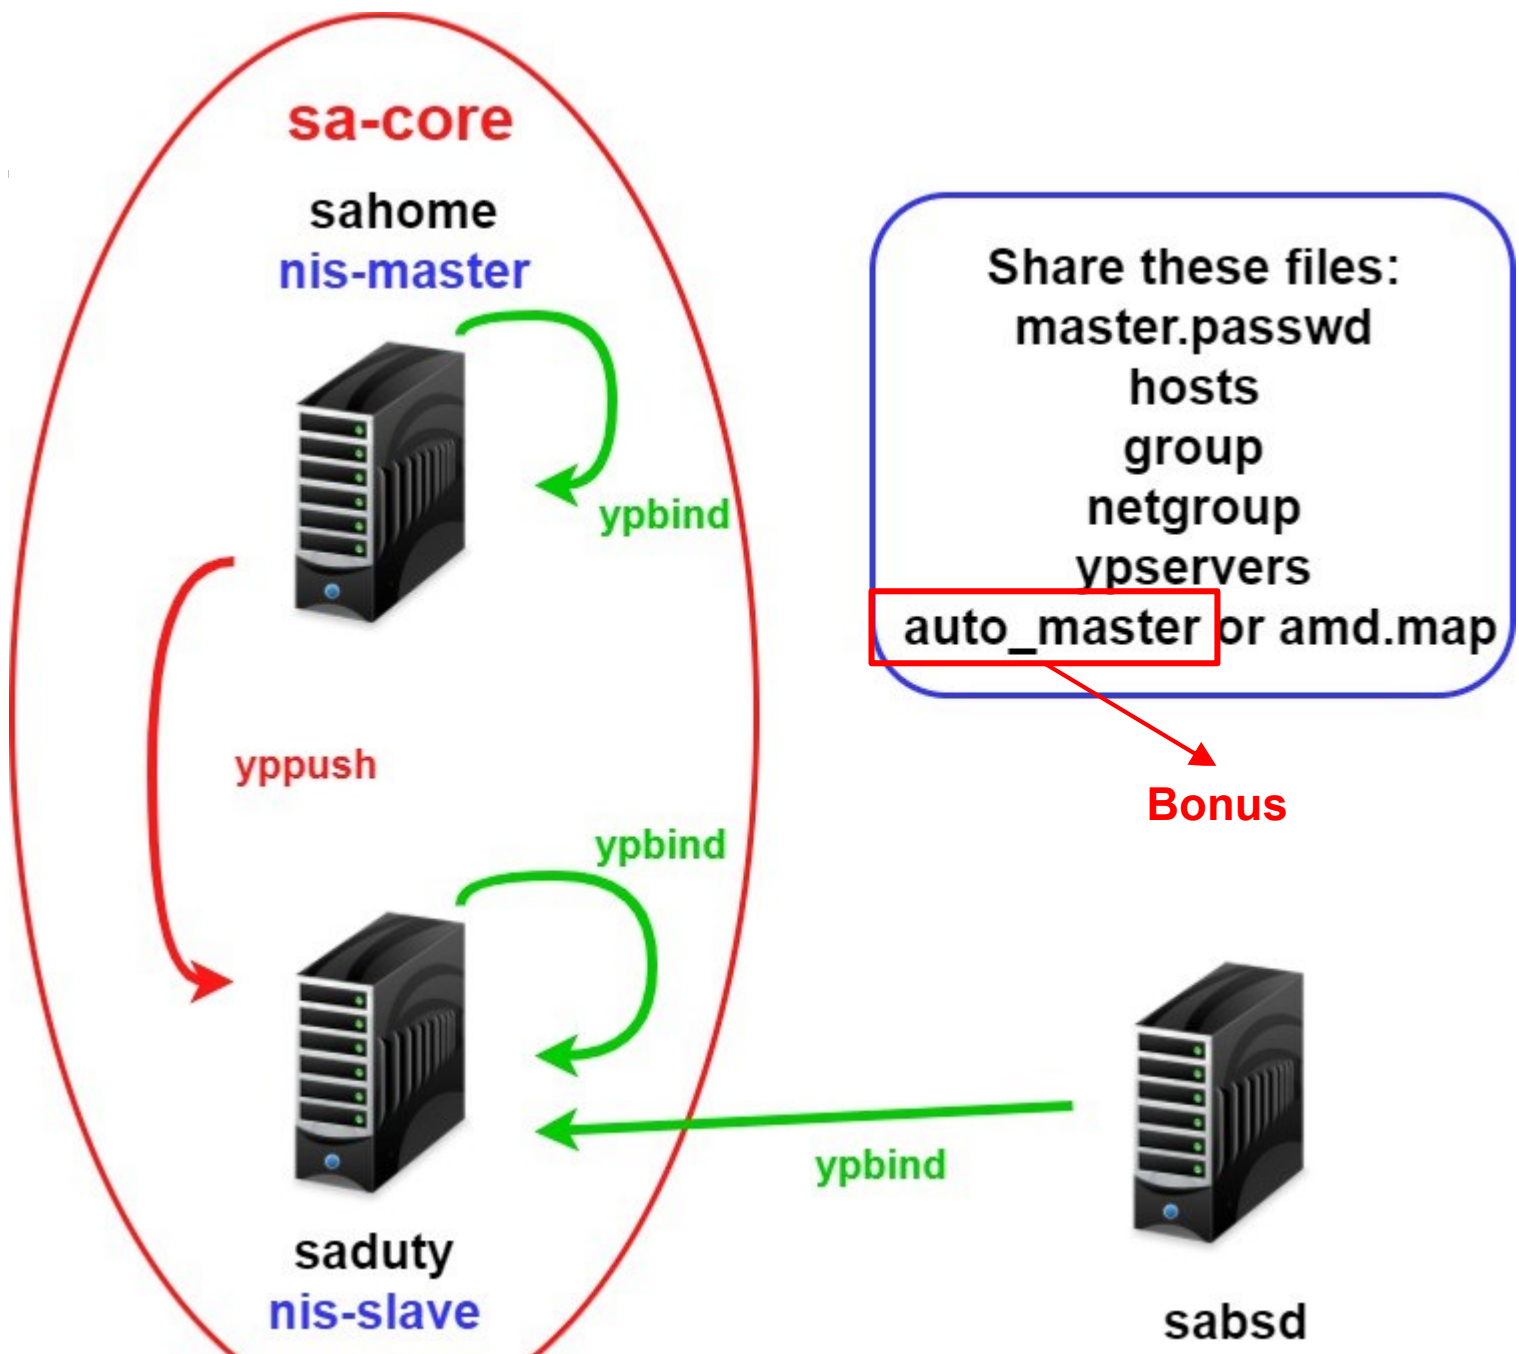 sa-core
sahome
nis-master
ypbind
yppush
ypbind
saduty
nis-slave
Share these files:
master.passwd
hosts
group
netgroup
ypservers
auto_master or amd.map
Bonus
ypbind
sabsd